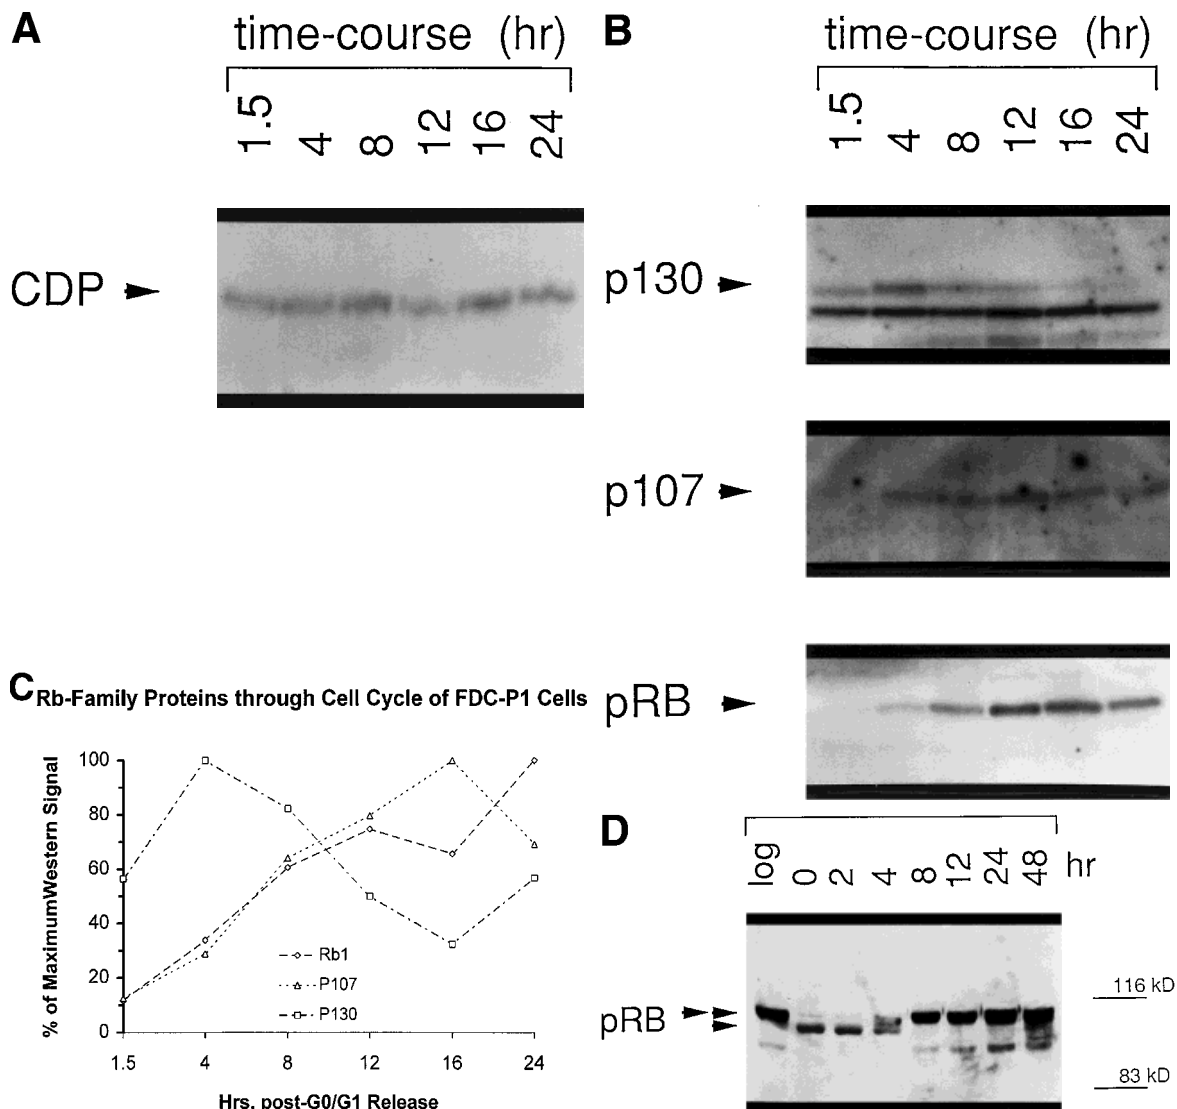 A
time-course (hr)
1.5 4 8 12 16 24
CDP
B
time-course (hr)
1.5 4 8 12 16 24
p130
p107
pRB
C
Rb-Family Proteins through Cell Cycle of FDC-P1 Cells
% of MaximumWestern Signal
100
80
60
40
20
0
Rb1
P107
P130
1.5 4 8 12 16 24
Hrs. post-G0/G1 Release
D
log 0 2 4 8 12 24 48 hr
pRB
116 kD
83 kD